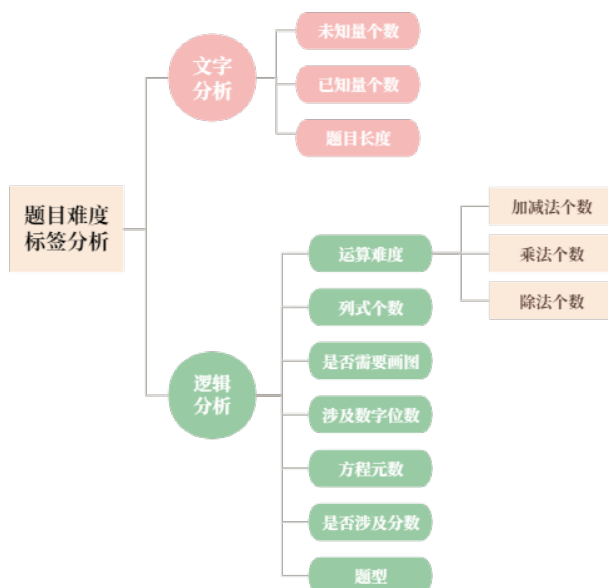 题目难度
标签分析
文字
分析
未知量个数
已知量个数
题目长度
逻辑
分析
运算难度
加减法个数
乘法个数
除法个数
列式个数
是否需要画图
涉及数字位数
方程元数
是否涉及分数
题型